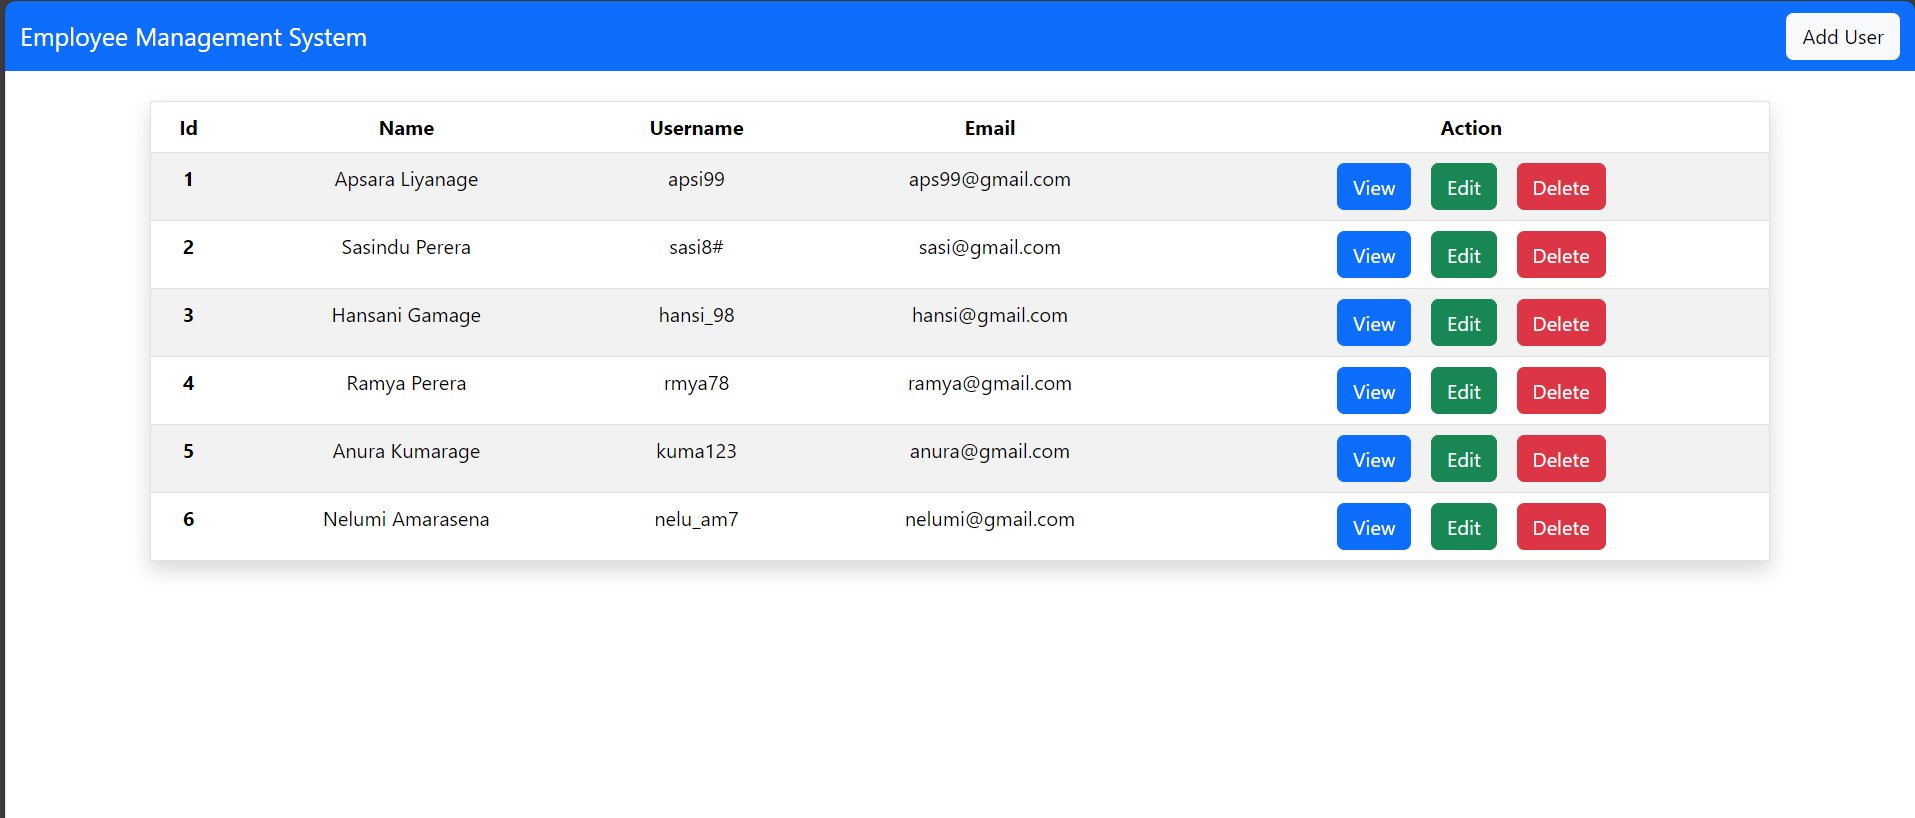 Employee Management System Add User
Id Name Username Email Action
1 Apsara Liyanage apsi99 aps99@gmail.com View Edit Delete
2 Sasindu Perera sasi8# sasi@gmail.com View Edit Delete
3 Hansani Gamage hansi_98 hansi@gmail.com View Edit Delete
4 Ramya Perera rmya78 ramya@gmail.com View Edit Delete
5 Anura Kumarage kuma123 anura@gmail.com View Edit Delete
6 Nelumi Amarasena nelu_am7 nelumi@gmail.com View Edit Delete